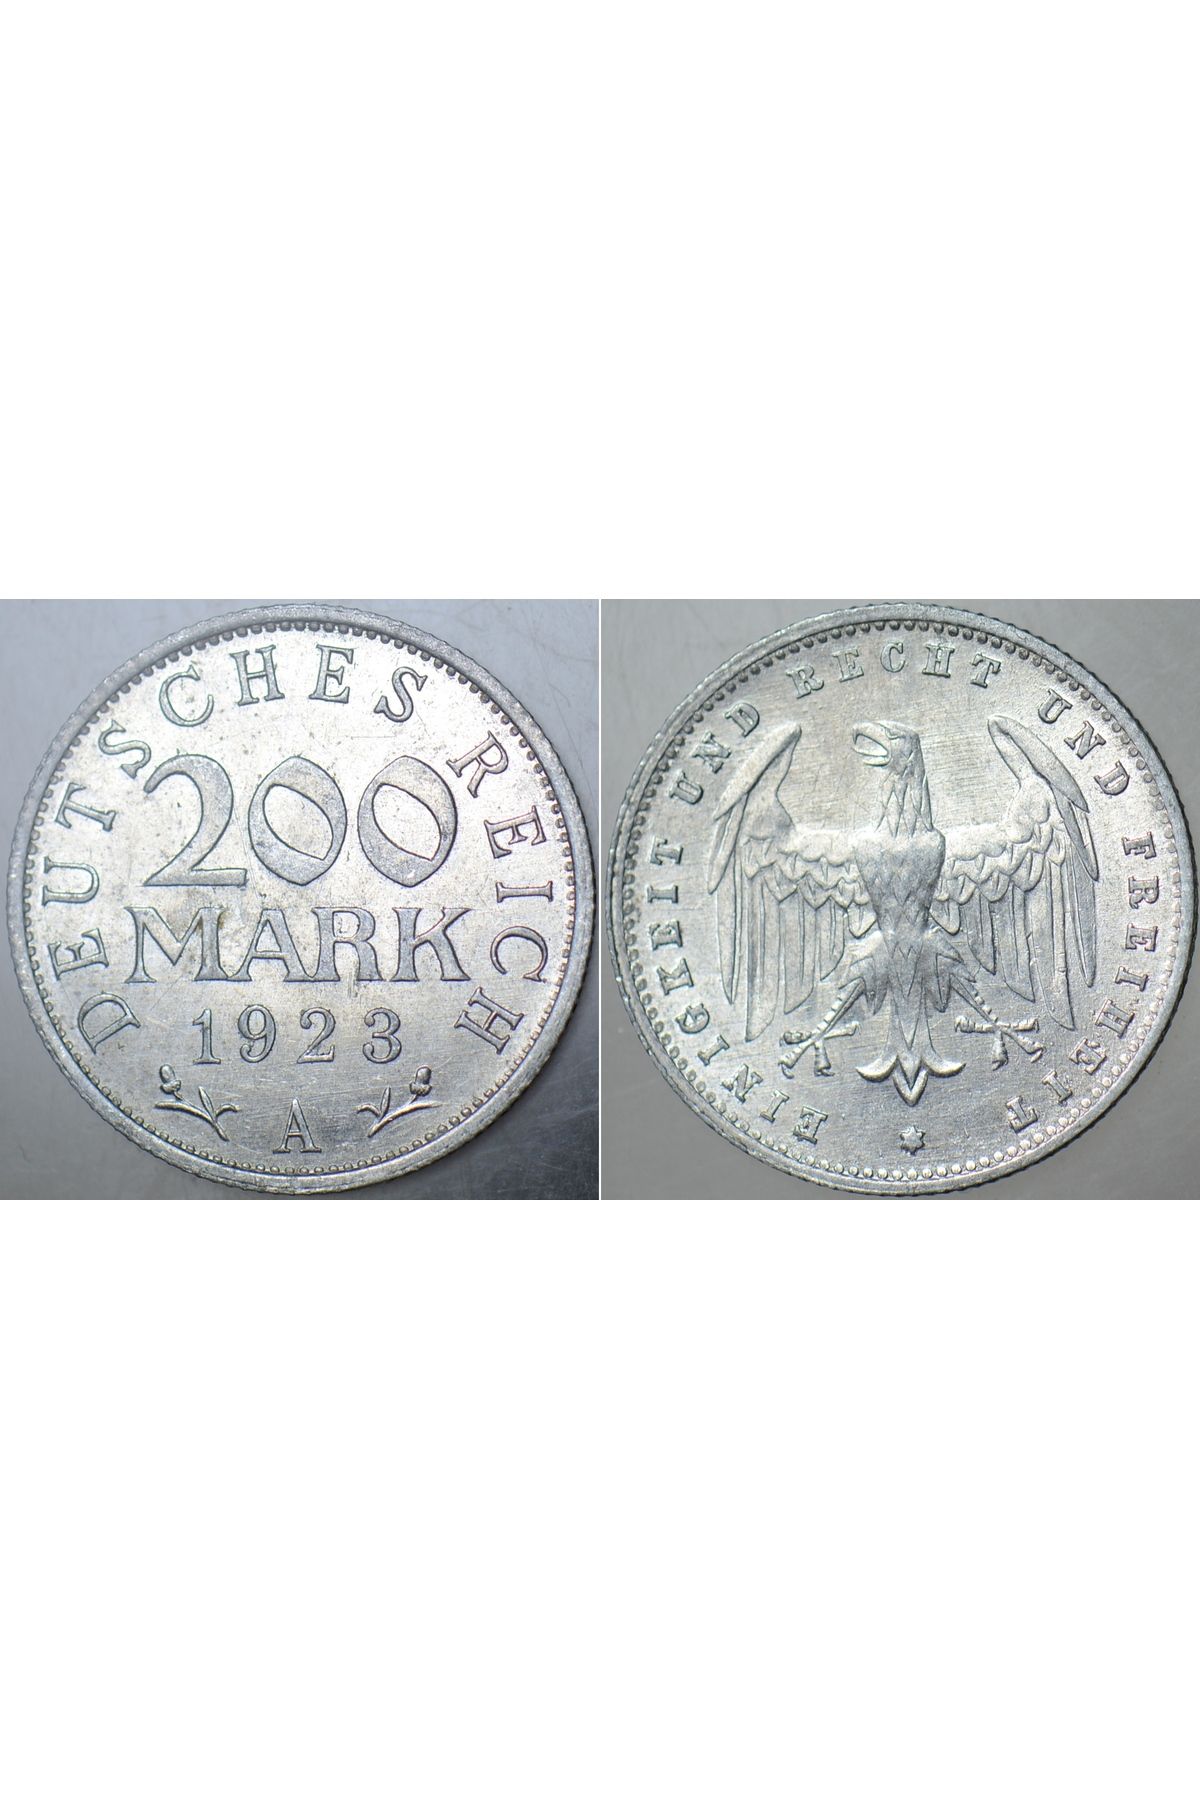 DEUTSCHES REICH
200
MARK
1923
A
EINIGKEIT UND RECHT UND FREIHEIT